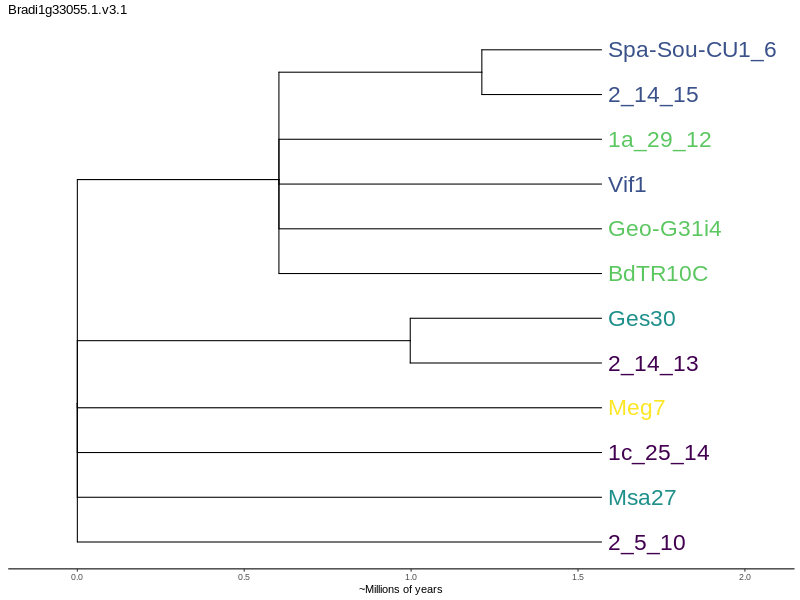 Bradi1g33055.1.v3.1
Spa-Sou-CU1_6
2_14_15
1a_29_12
Vif1
Geo-G31i4
BdTR10C
Ges30
2_14_13
Meg7
1c_25_14
Msa27
2_5_10
0.0 0.5 1.0 1.5 2.0
~Millions of years